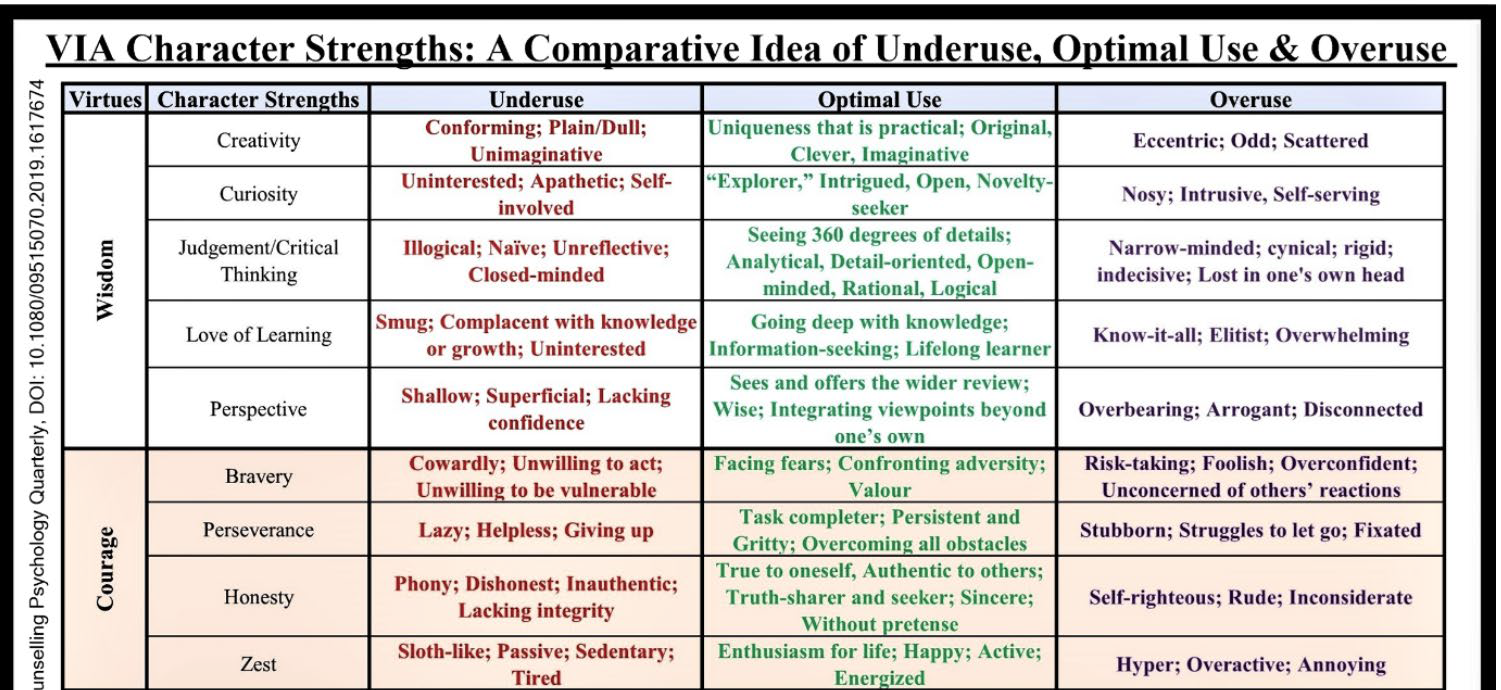 VIA Character Strengths: A Comparative Idea of Underuse, Optimal Use & Overuse
Virtues Character Strengths Underuse Optimal Use Overuse
Wisdom
Creativity
Conforming; Plain/Dull;
Unimaginative
Uniqueness that is practical; Original,
Clever, Imaginative
Eccentric; Odd; Scattered
Curiosity
Uninterested; Apathetic; Self-
involved
“Explorer,” Intrigued, Open, Novelty-
seeker
Nosy; Intrusive, Self-serving
Judgement/Critical
Thinking
Illogical; Naïve; Unreflective;
Closed-minded
Seeing 360 degrees of details;
Analytical, Detail-oriented, Open-
minded, Rational, Logical
Narrow-minded; cynical; rigid;
indecisive; Lost in one's own head
Love of Learning
Smug; Complacent with knowledge
or growth; Uninterested
Going deep with knowledge;
Information-seeking; Lifelong learner
Know-it-all; Elitist; Overwhelming
Perspective
Shallow; Superficial; Lacking
confidence
Sees and offers the wider review;
Wise; Integrating viewpoints beyond
one’s own
Overbearing; Arrogant; Disconnected
Courage
Bravery
Cowardly; Unwilling to act;
Unwilling to be vulnerable
Facing fears; Confronting adversity;
Valour
Risk-taking; Foolish; Overconfident;
Unconcerned of others’ reactions
Perseverance
Lazy; Helpless; Giving up
Task completer; Persistent and
Gritty; Overcoming all obstacles
Stubborn; Struggles to let go; Fixated
Honesty
Phony; Dishonest; Inauthentic;
Lacking integrity
True to oneself, Authentic to others;
Truth-sharer and seeker; Sincere;
Without pretense
Self-righteous; Rude; Inconsiderate
Zest
Sloth-like; Passive; Sedentary;
Tired
Enthusiasm for life; Happy; Active;
Energized
Hyper; Overactive; Annoying
unselling Psychology Quarterly, DOI: 10.1080/09515070.2019.1617674